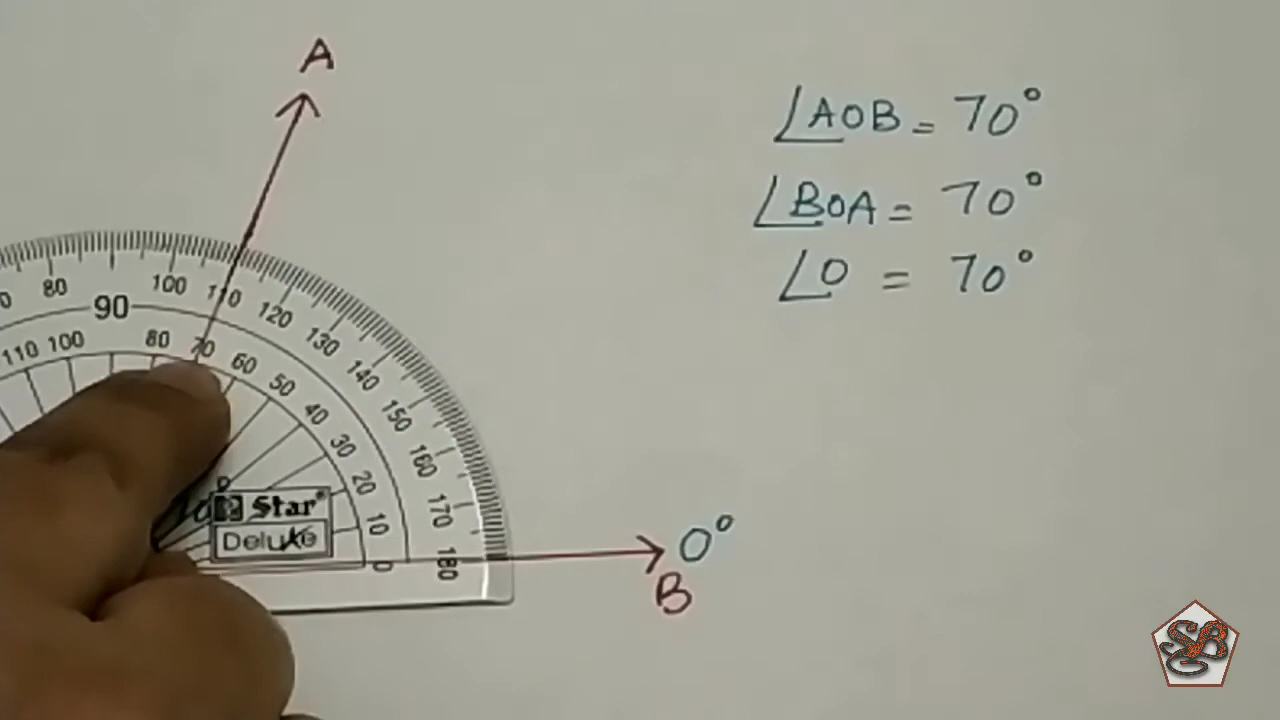 A
∠AOB = 70°
∠BOA = 70°
∠O = 70°
80 90 100 110 120 130 140 150 160 170 180
110 100 80 70 60 50 40 30 20 10 0
Star®
Deluxe
0°
B
SB